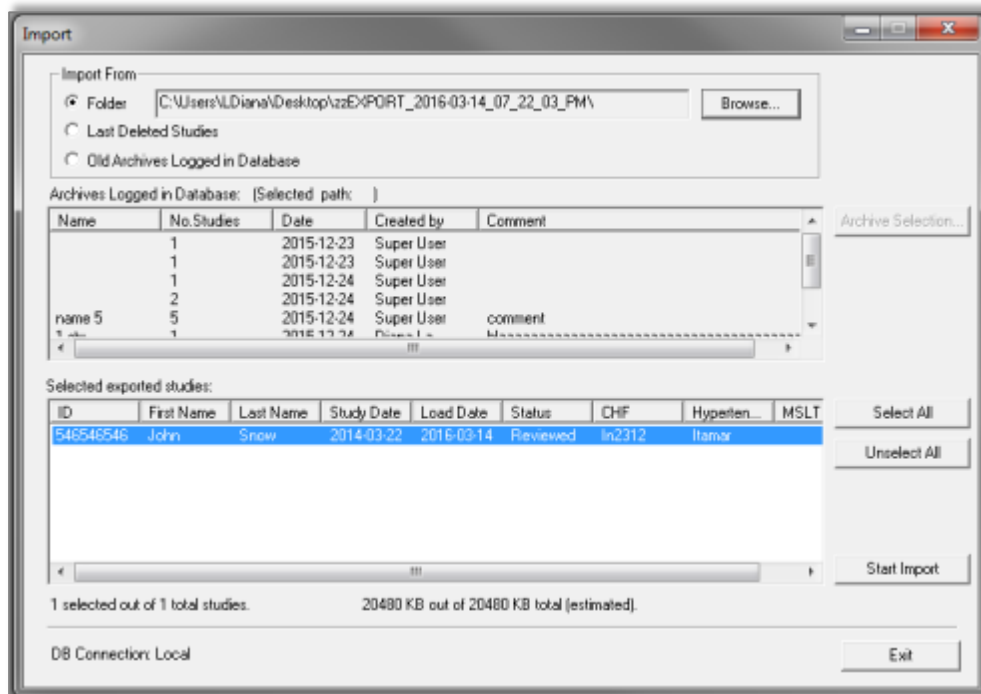 Import
Import From
Folder C:\Users\LDiana\Desktop\zzEXPORT_2016-03-14_07_22_03_PM\ Browse...
Last Deleted Studies
Old Archives Logged in Database
Archives Logged in Database: (Selected path: )
Name No.Studies Date Created by Comment
Archive Selection...
1 2015-12-23 Super User
1 2015-12-23 Super User
1 2015-12-24 Super User
2 2015-12-24 Super User
name 5 5 2015-12-24 Super User comment
1 2015-12-24
Selected exported studies:
ID First Name Last Name Study Date Load Date Status CHF Hyperten... MSLT
Select All
546546546 John Snow 2014-03-22 2016-03-14 Reviewed In2312 Itamar
Unselect All
Start Import
1 selected out of 1 total studies. 20480 KB out of 20480 KB total (estimated).
DB Connection: Local
Exit